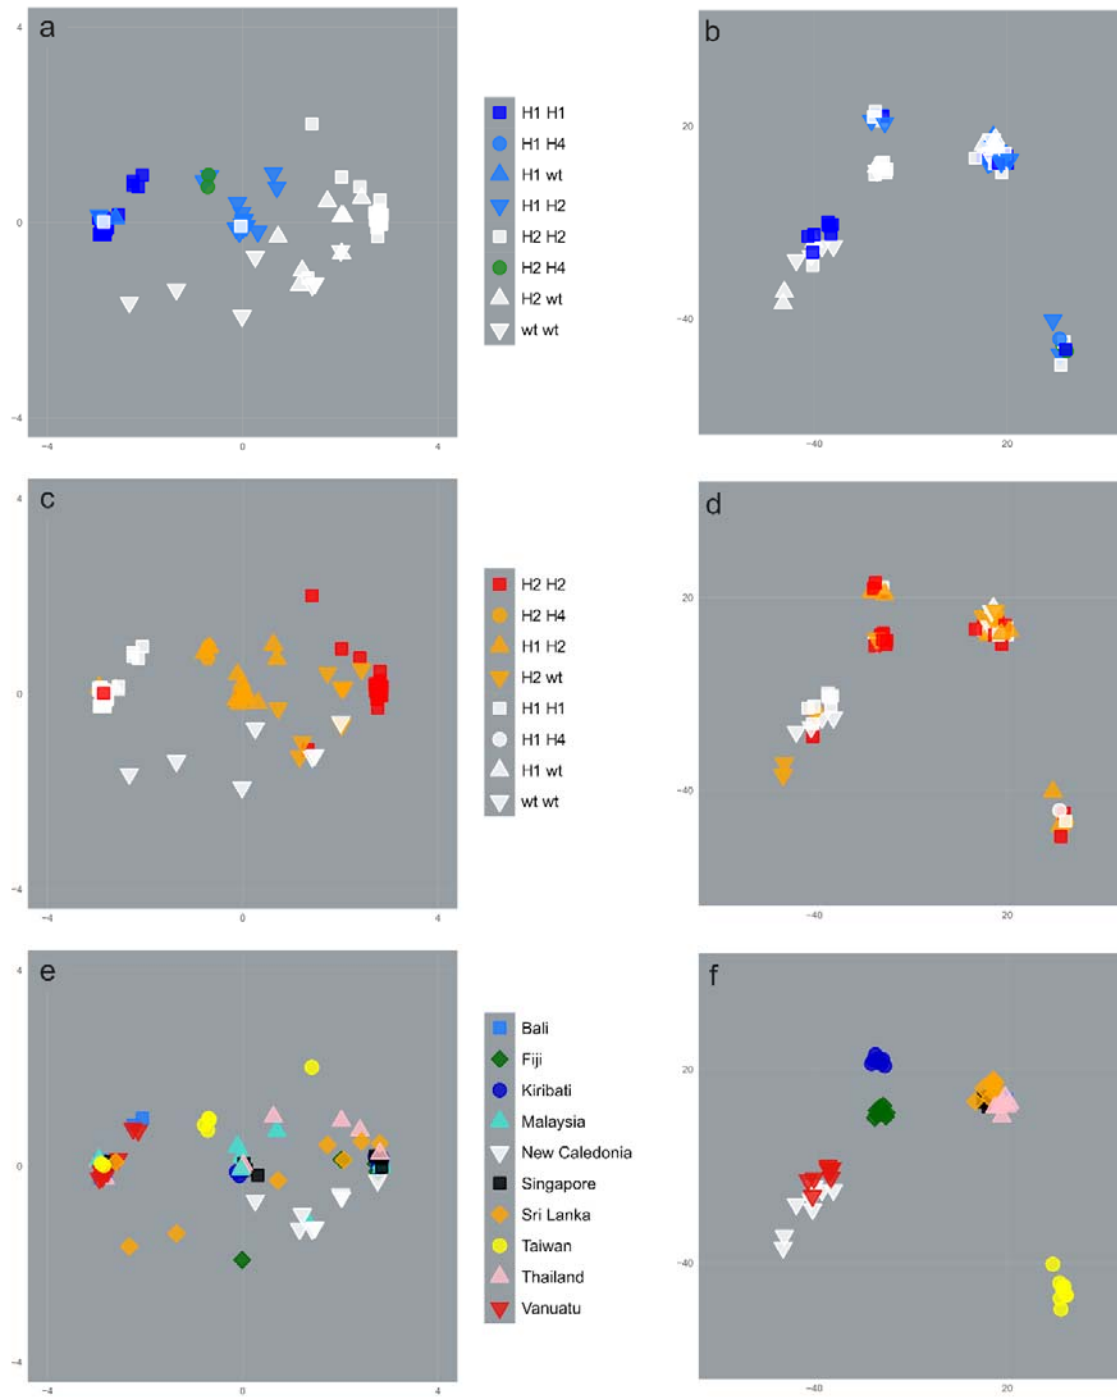 a
4
0
−4
−4
0
4
H1 H1
H1 H4
H1 wt
H1 H2
H2 H2
H2 H4
H2 wt
wt wt
b
20
−40
−40
20
c
4
0
−4
−4
0
4
H2 H2
H2 H4
H1 H2
H2 wt
H1 H1
H1 H4
H1 wt
wt wt
d
20
−40
−40
20
e
4
0
−4
−4
0
4
Bali
Fiji
Kiribati
Malaysia
New Caledonia
Singapore
Sri Lanka
Taiwan
Thailand
Vanuatu
f
20
−40
−40
20